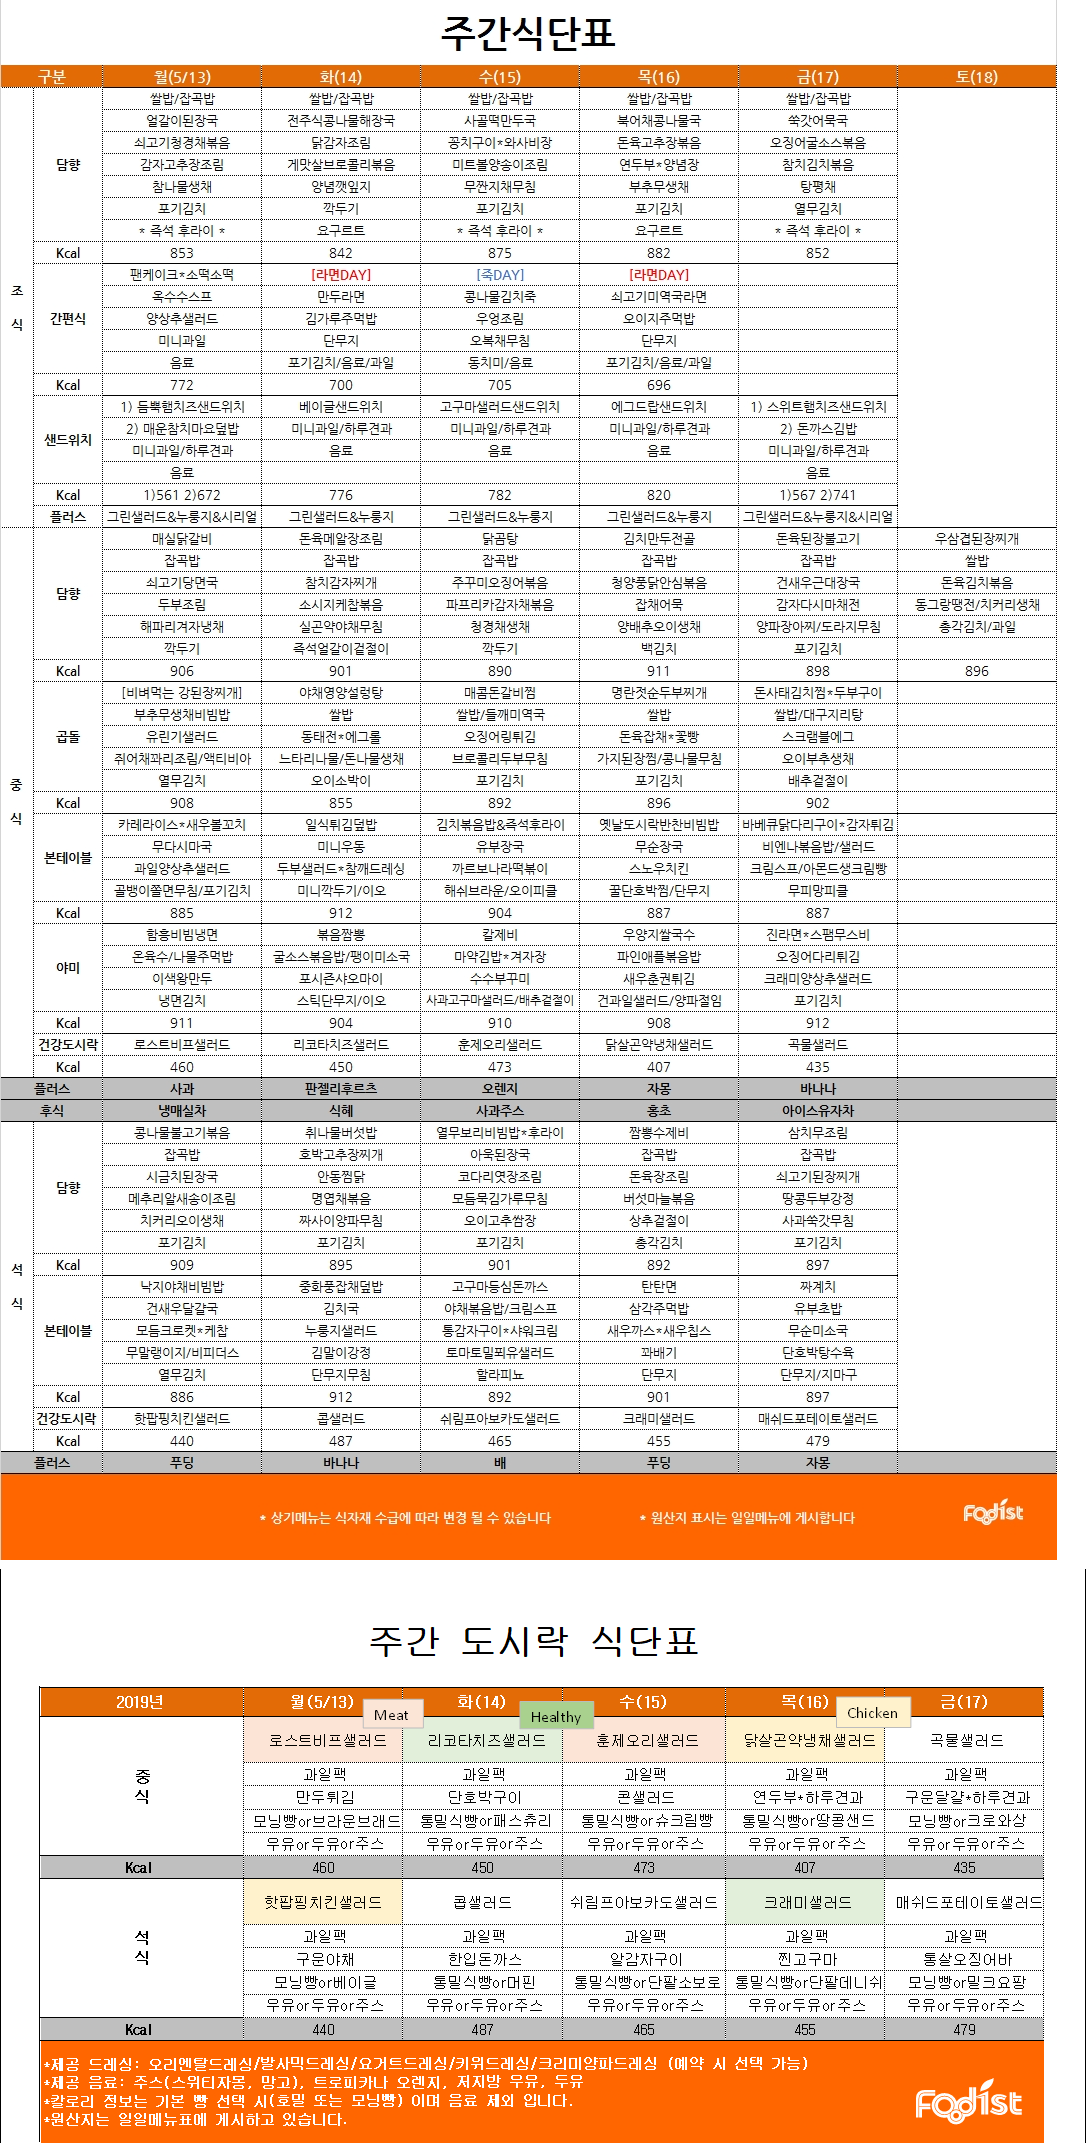 주간식단표
구분 월(5/13) 화(14) 수(15) 목(16) 금(17) 토(18)
쌀밥/잡곡밥 쌀밥/잡곡밥 쌀밥/잡곡밥 쌀밥/잡곡밥 쌀밥/잡곡밥
얼갈이된장국 전주식콩나물해장국 사골떡만두국 북어채콩나물국 쑥갓어묵국
쇠고기청경채볶음 닭감자조림 꽁치구이*와사비장 돈육고추장볶음 오징어굴소스볶음
담향 감자고추장조림 게맛살브로콜리볶음 미트볼양송이조림 연두부*양념장 참치김치볶음
참나물생채 양념깻잎지 무짠지채무침 부추무생채 탕평채
포기김치 깍두기 포기김치 포기김치 열무김치
* 즉석 후라이 * 요구르트 * 즉석 후라이 * 요구르트 * 즉석 후라이 *
Kcal 853 842 875 882 852
팬케이크*소떡소떡 [라면DAY] [죽DAY] [라면DAY]
조 옥수수스프 만두라면 콩나물김치죽 쇠고기미역국라면
식 간편식 양상추샐러드 김가루주먹밥 우엉조림 오이지주먹밥
미니과일 단무지 오복채무침 단무지
음료 포기김치/음료/과일 동치미/음료 포기김치/음료/과일
Kcal 772 700 705 696
1) 듬뿍햄치즈샌드위치 베이글샌드위치 고구마샐러드샌드위치 에그드랍샌드위치 1) 스위트햄치즈샌드위치
샌드위치 2) 매운참치마요덮밥 미니과일/하루견과 미니과일/하루견과 미니과일/하루견과 2) 돈까스김밥
미니과일/하루견과 음료 음료 음료 미니과일/하루견과
음료 음료
Kcal 1)561 2)672 776 782 820 1)567 2)741
플러스 그린샐러드&누룽지&시리얼 그린샐러드&누룽지 그린샐러드&누룽지 그린샐러드&누룽지 그린샐러드&누룽지&시리얼
매실닭갈비 돈육메알장조림 닭곰탕 김치만두전골 돈육된장불고기 우삼겹된장찌개
잡곡밥 잡곡밥 잡곡밥 잡곡밥 잡곡밥 쌀밥
담향 쇠고기당면국 참치감자찌개 주꾸미오징어볶음 청양풍닭안심볶음 건새우근대장국 돈육김치볶음
두부조림 소시지케찹볶음 파프리카감자채볶음 잡채어묵 감자다시마채전 동그랑땡전/치커리생채
해파리겨자냉채 실곤약야채무침 청경채생채 양배추오이생채 양파장아찌/도라지무침 총각김치/과일
깍두기 즉석얼갈이겉절이 깍두기 백김치 포기김치
Kcal 906 901 890 911 898 896
[비벼먹는 강된장찌개] 야채영양설렁탕 매콤돈갈비찜 명란젓순두부찌개 돈사태김치찜*두부구이
부추무생채비빔밥 쌀밥 쌀밥/들깨미역국 쌀밥 쌀밥/대구지리탕
곱돌 유린기샐러드 동태전*에그롤 오징어링튀김 돈육잡채*꽃빵 스크램블에그
쥐어채꽈리조림/액티비아 느타리나물/돈나물생채 브로콜리두부무침 가지된장찜/콩나물무침 오이부추생채
중 열무김치 오이소박이 포기김치 포기김치 배추겉절이
Kcal 908 855 892 896 902
식 카레라이스*새우볼꼬치 일식튀김덮밥 김치볶음밥&즉석후라이 옛날도시락반찬비빔밥 바베큐닭다리구이*감자튀김
본테이블 무다시마국 미니우동 유부장국 무순장국 비엔나볶음밥/샐러드
과일양상추샐러드 두부샐러드*참깨드레싱 까르보나라떡볶이 스노우치킨 크림스프/아몬드생크림빵
골뱅이쫄면무침/포기김치 미니깍두기/이오 해쉬브라운/오이피클 꿀단호박찜/단무지 무피망피클
Kcal 885 912 904 887 887
함흥비빔냉면 볶음짬뽕 칼제비 우양지쌀국수 진라면*스팸무스비
야미 온육수/나물주먹밥 굴소스볶음밥/팽이미소국 마약김밥*겨자장 파인애플볶음밥 오징어다리튀김
이색왕만두 포시즌샤오마이 수수부꾸미 새우춘권튀김 크래미양상추샐러드
냉면김치 스틱단무지/이오 사과고구마샐러드/배추겉절이 건과일샐러드/양파절임 포기김치
Kcal 911 904 910 908 912
건강도시락 로스트비프샐러드 리코타치즈샐러드 훈제오리샐러드 닭살곤약냉채샐러드 곡물샐러드
Kcal 460 450 473 407 435
플러스 사과 판젤리후르츠 오렌지 자몽 바나나
후식 냉매실차 식혜 사과주스 홍초 아이스유자차
콩나물불고기볶음 취나물버섯밥 열무보리비빔밥*후라이 짬뽕수제비 삼치무조림
잡곡밥 호박고추장찌개 아욱된장국 잡곡밥 잡곡밥
담향 시금치된장국 안동찜닭 코다리엿장조림 돈육장조림 쇠고기된장찌개
메추리알새송이조림 명엽채볶음 모듬묵김가루무침 버섯마늘볶음 땅콩두부강정
치커리오이생채 짜사이양파무침 오이고추쌈장 상추겉절이 사과쑥갓무침
포기김치 포기김치 포기김치 총각김치 포기김치
석 Kcal 909 895 901 892 897
낙지야채비빔밥 중화풍잡채덮밥 고구마등심돈까스 탄탄면 짜계치
식 건새우달걀국 김치국 야채볶음밥/크림스프 삼각주먹밥 유부초밥
본테이블 모듬크로켓*케찹 누룽지샐러드 통감자구이*샤워크림 새우까스*새우칩스 무순미소국
무말랭이지/비피더스 김말이강정 토마토밀푀유샐러드 꽈배기 단호박탕수육
열무김치 단무지무침 할라피뇨 단무지 단무지/지마구
Kcal 886 912 892 901 897
건강도시락 핫팝핑치킨샐러드 콥샐러드 쉬림프아보카도샐러드 크래미샐러드 매쉬드포테이토샐러드
Kcal 440 487 465 455 479
플러스 푸딩 바나나 배 푸딩 자몽
* 상기메뉴는 식자재 수급에 따라 변경 될 수 있습니다 * 원산지 표시는 일일메뉴에 게시합니다
Fodist
주간 도시락 식단표
2019년 월(5/13) 화(14) 수(15) 목(16) 금(17)
Meat Healthy Chicken
로스트비프샐러드 리코타치즈샐러드 훈제오리샐러드 닭살곤약냉채샐러드 곡물샐러드
중 과일팩 과일팩 과일팩 과일팩 과일팩
식 만두튀김 단호박구이 콘샐러드 연두부*하루견과 구운달걀*하루견과
모닝빵or브라운브래드 통밀식빵or패스츄리 통밀식빵or슈크림빵 통밀식빵or땅콩샌드 모닝빵or크로와상
우유or두유or주스 우유or두유or주스 우유or두유or주스 우유or두유or주스 우유or두유or주스
Kcal 460 450 473 407 435
핫팝핑치킨샐러드 콥샐러드 쉬림프아보카도샐러드 크래미샐러드 매쉬드포테이토샐러드
석 과일팩 과일팩 과일팩 과일팩 과일팩
식 구운야채 한입돈까스 알감자구이 찐고구마 통살오징어바
모닝빵or베이글 통밀식빵or머핀 통밀식빵or단팥소보로 통밀식빵or단팥데니쉬 모닝빵or밀크요팡
우유or두유or주스 우유or두유or주스 우유or두유or주스 우유or두유or주스 우유or두유or주스
Kcal 440 487 465 455 479
*제공 드레싱: 오리엔탈드레싱/발사믹드레싱/요거트드레싱/키위드레싱/크리미양파드레싱 (예약 시 선택 가능)
*제공 음료: 주스(스위티자몽, 망고), 트로피카나 오렌지, 저지방 우유, 두유
*칼로리 정보는 기본 빵 선택 시(호밀 또는 모닝빵) 이며 음료 제외 입니다.
*원산지는 일일메뉴표에 게시하고 있습니다.
Fodist